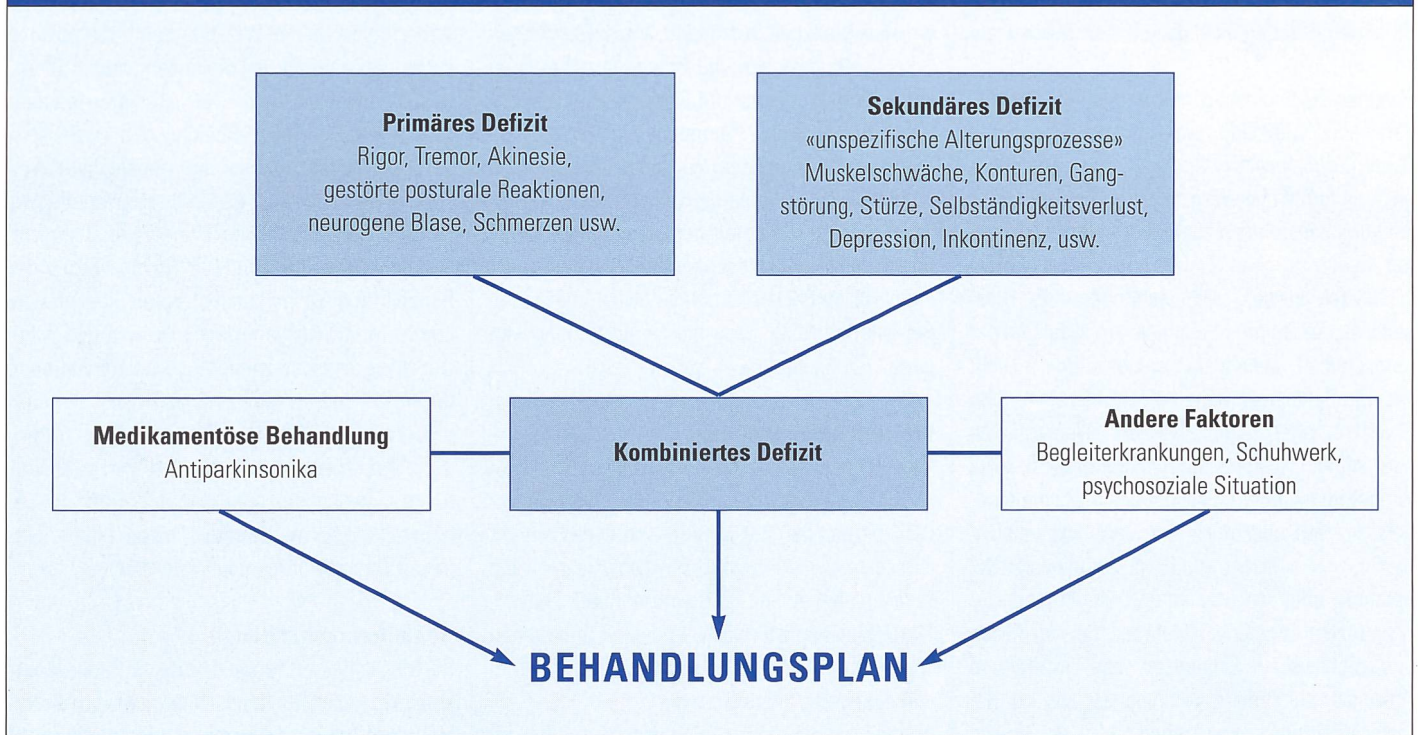 Primäres Defizit
Rigor, Tremor, Akinesie,
gestörte posturale Reaktionen,
neurogene Blase, Schmerzen usw.
Sekundäres Defizit
«unspezifische Alterungsprozesse»
Muskelschwäche, Konturen, Gang-
störung, Stürze, Selbständigkeitsverlust,
Depression, Inkontinenz, usw.
Medikamentöse Behandlung
Antiparkinsonika
Kombiniertes Defizit
Andere Faktoren
Begleiterkrankungen, Schuhwerk,
psychosoziale Situation
BEHANDLUNGSPLAN